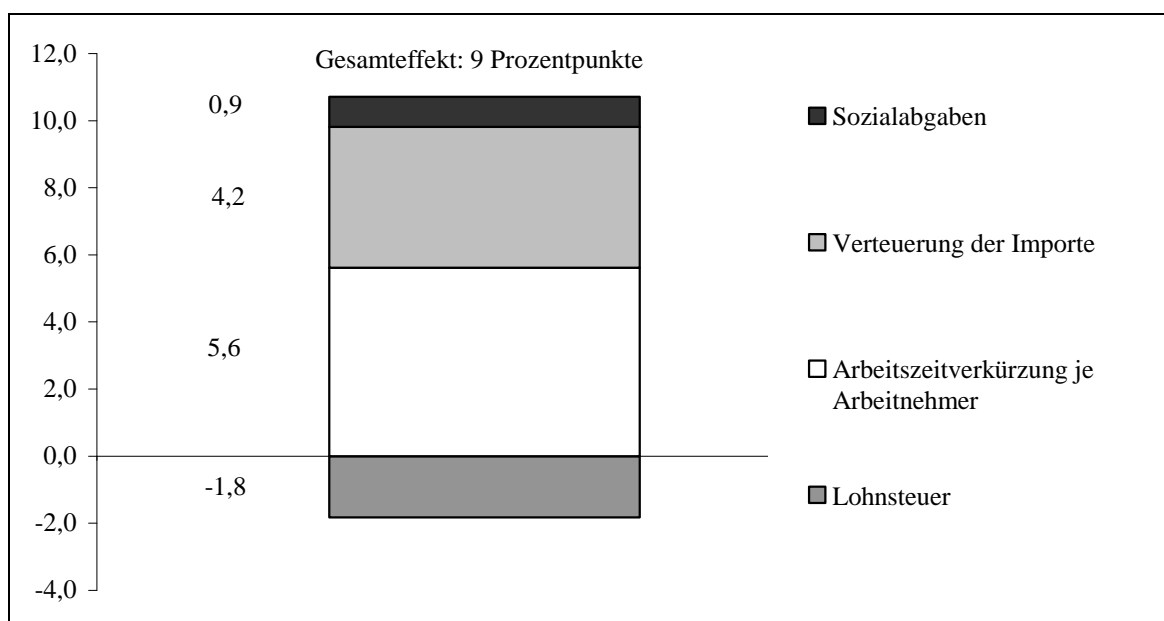 Gesamteffekt: 9 Prozentpunkte
12,0
10,0
8,0
6,0
4,0
2,0
0,0
-2,0
-4,0
0,9
4,2
5,6
-1,8
Sozialabgaben
Verteuerung der Importe
Arbeitszeitverkürzung je
Arbeitnehmer
Lohnsteuer